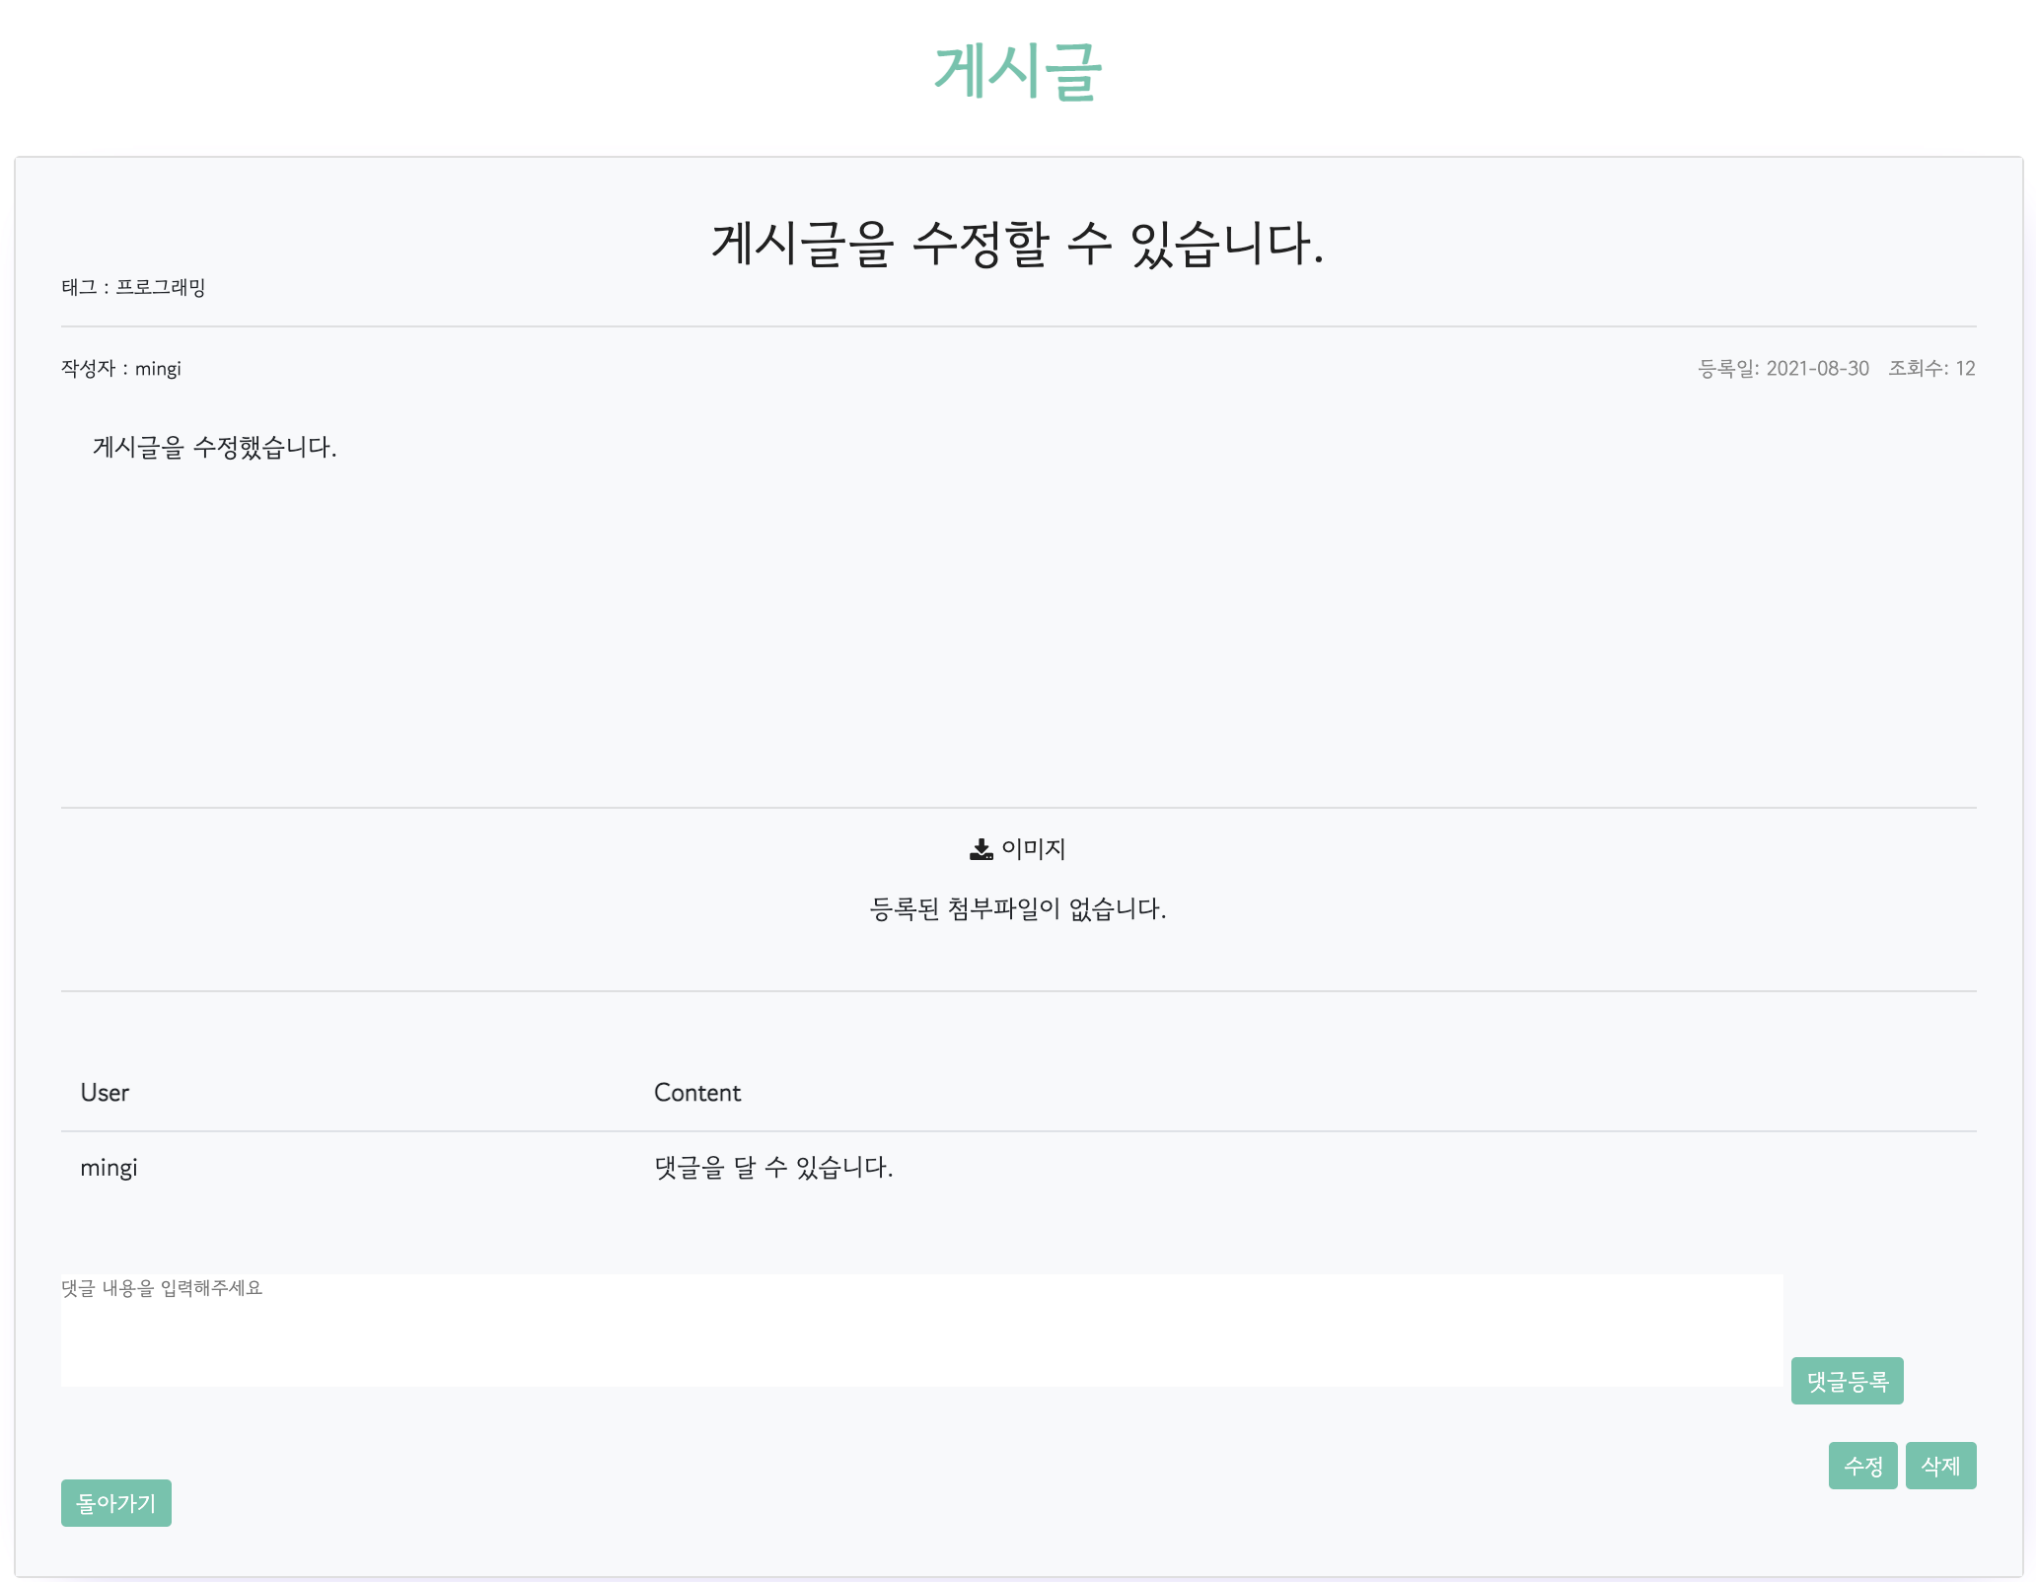 게시글
게시글을 수정할 수 있습니다.
태그 : 프로그래밍
작성자 : mingi 등록일: 2021-08-30 조회수: 12
게시글을 수정했습니다.
이미지
등록된 첨부파일이 없습니다.
User Content
mingi 댓글을 달 수 있습니다.
댓글 내용을 입력해주세요
댓글등록
수정 삭제
돌아가기